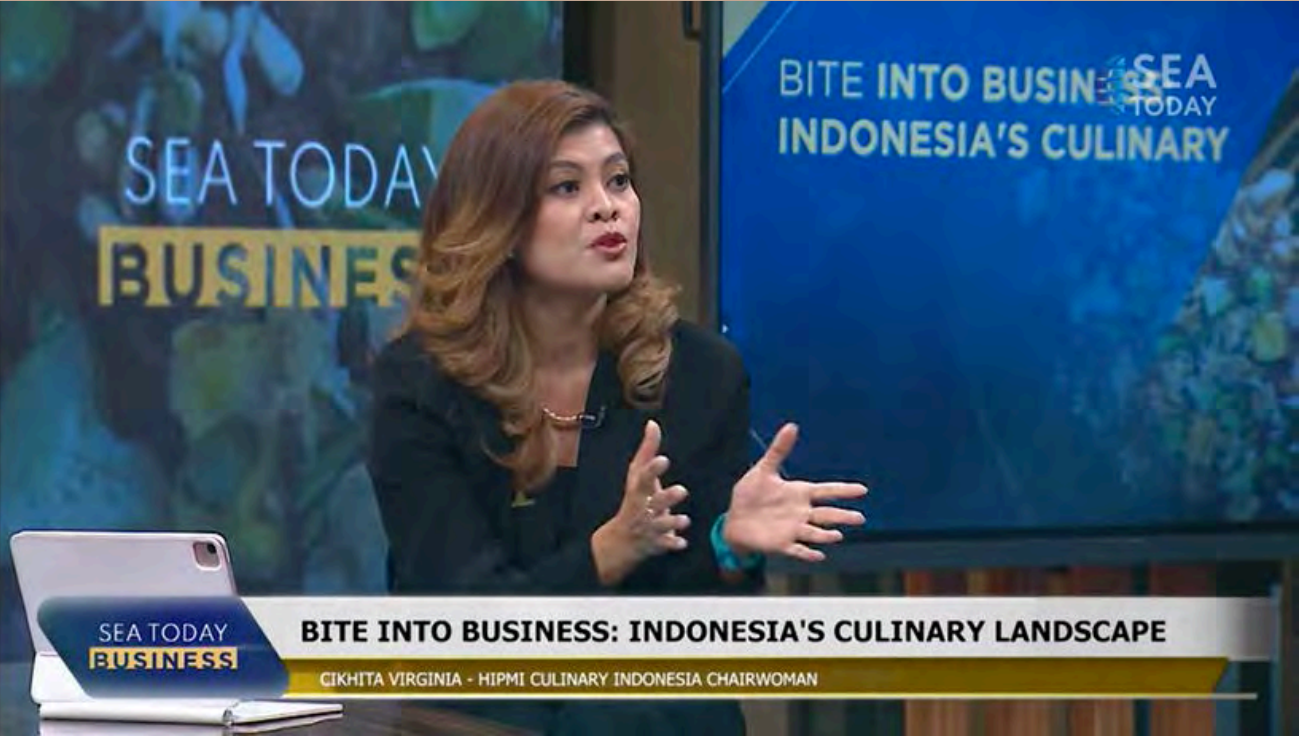 SEA TODAY
BUSINES
BITE INTO BUSINESS
INDONESIA'S CULINARY
SEA
TODAY
SEA TODAY
BUSINESS
BITE INTO BUSINESS: INDONESIA'S CULINARY LANDSCAPE
CIKHITA VIRGINIA - HIPMI CULINARY INDONESIA CHAIRWOMAN